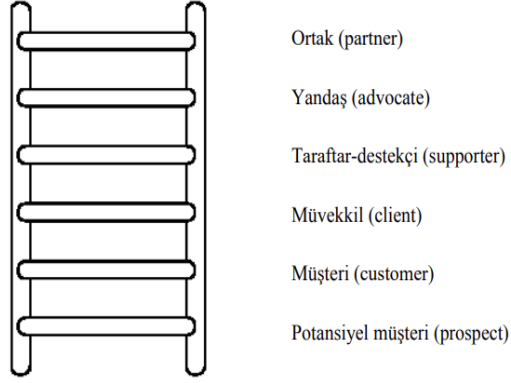 Ortak (partner)
Yandaş (advocate)
Taraftar-destekçi (supporter)
Müvekkil (client)
Müşteri (customer)
Potansiyel müşteri (prospect)